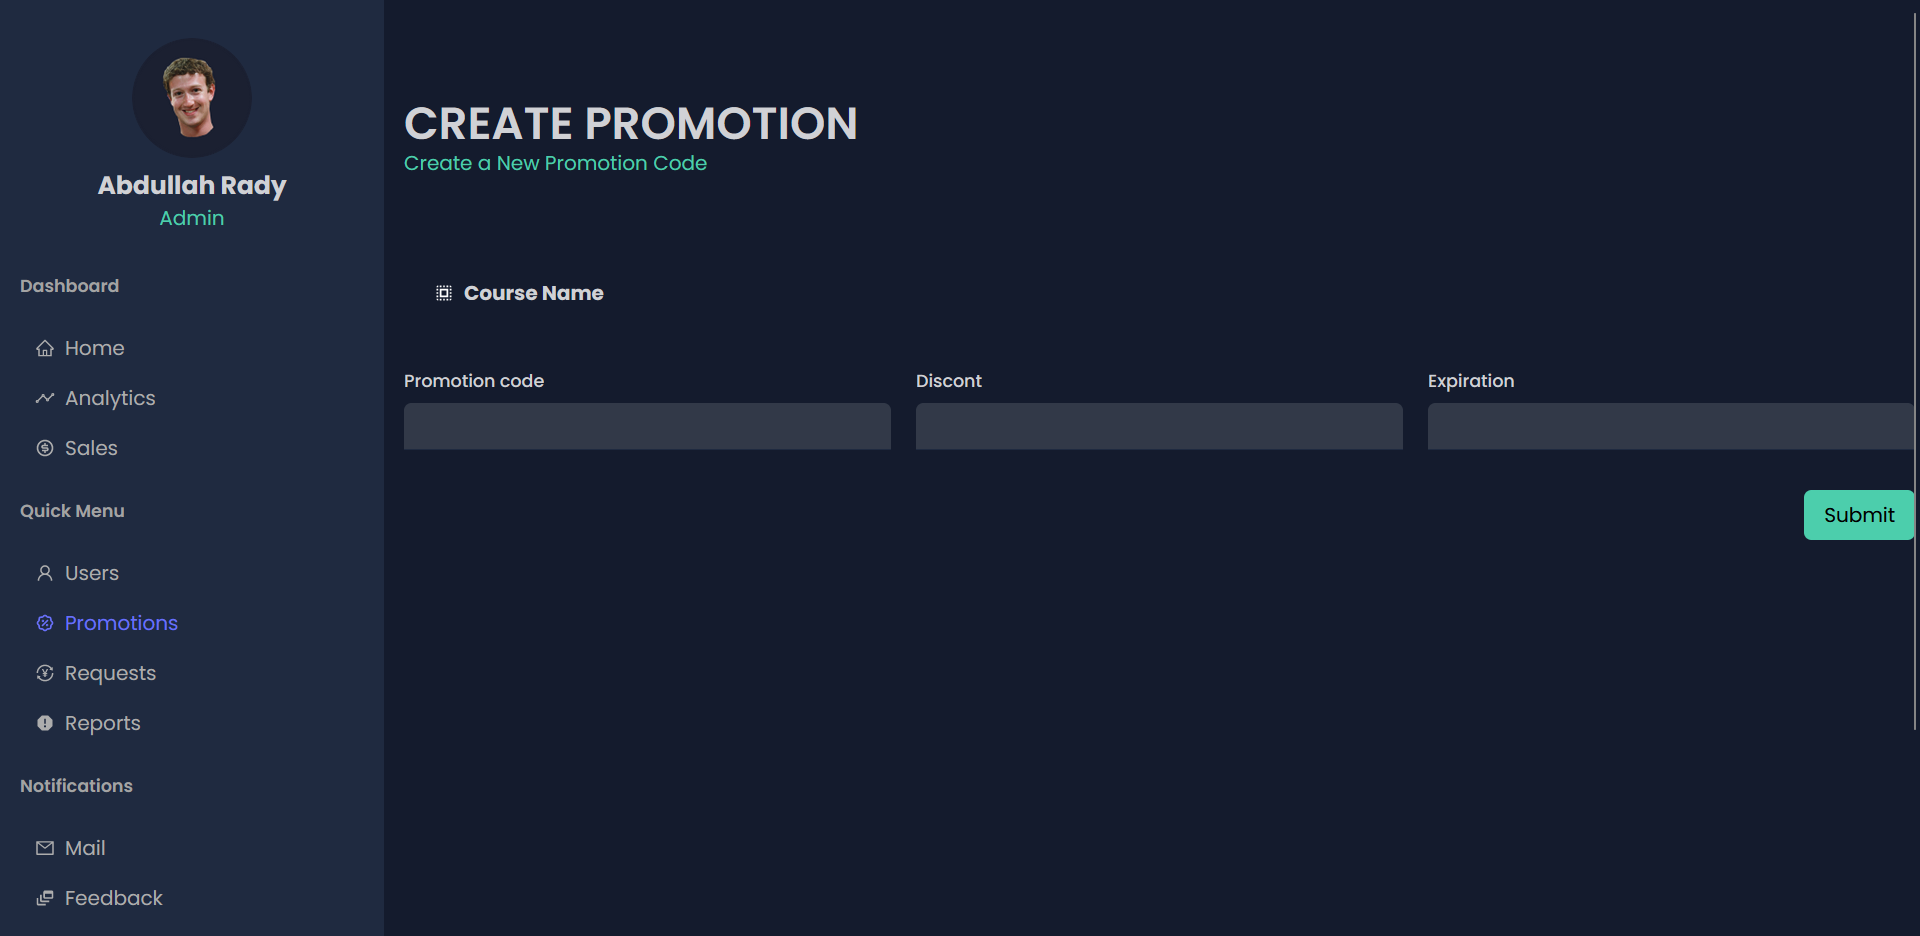 Abdullah Rady
Admin
Dashboard
Home
Analytics
Sales
Quick Menu
Users
Promotions
Requests
Reports
Notifications
Mail
Feedback
CREATE PROMOTION
Create a New Promotion Code
Course Name
Promotion code
Discont
Expiration
Submit